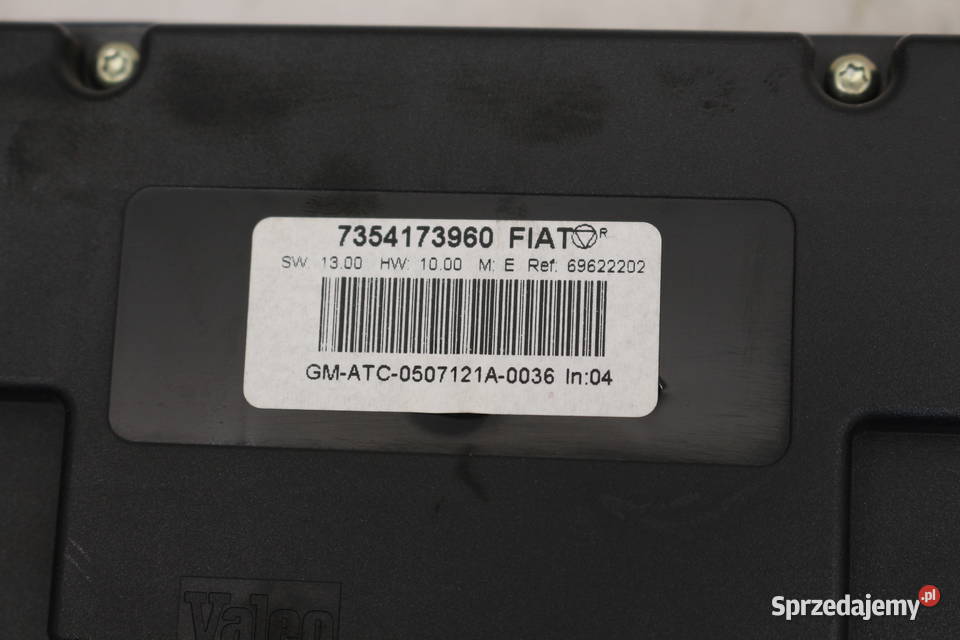 7354173960 FIAT R
SW: 13.00 HW: 10.00 M: E Ref: 69622202
GM-ATC-0507121A-0036 In:04
Valeo
Sprzedajemy.pl